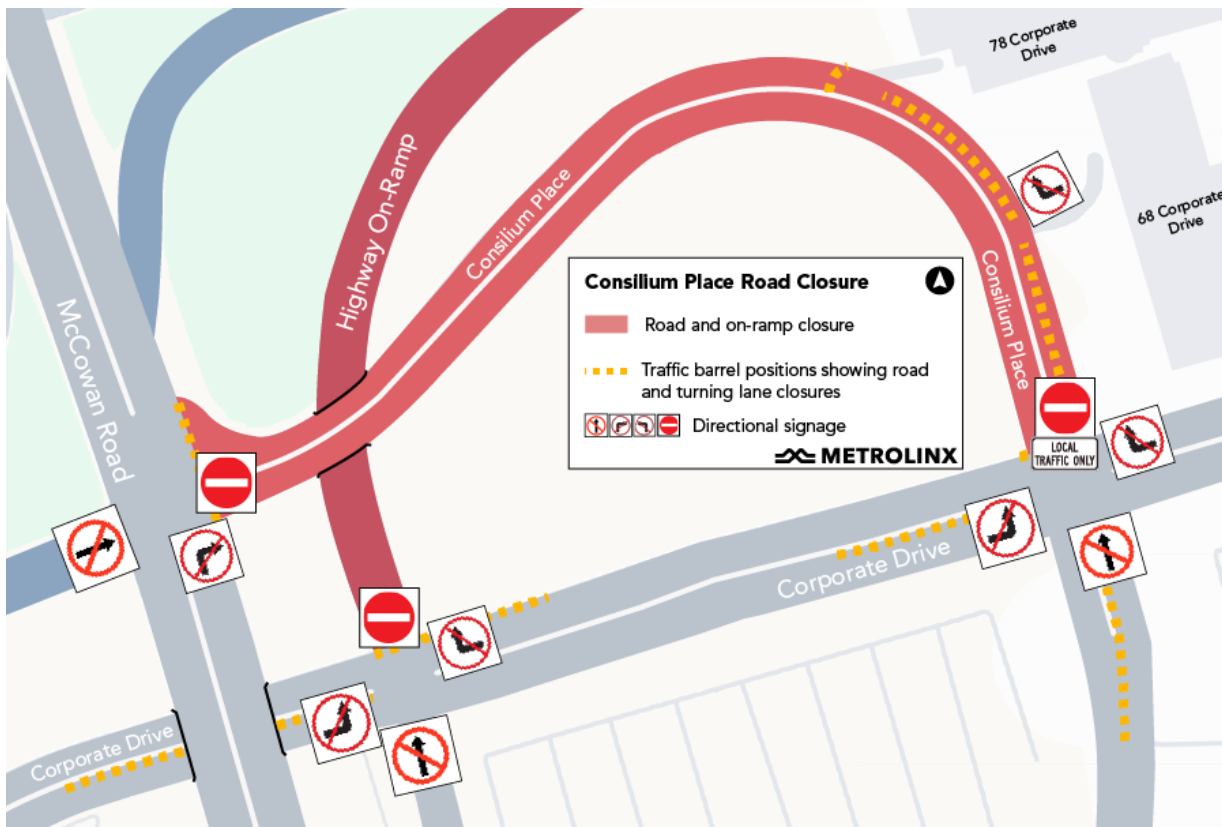 78 Corporate
Drive
68 Corporate
Drive
Highway On-Ramp
Consilium Place
McCowan Road
Consilium Place
Consilium Place Road Closure
Road and on-ramp closure
Traffic barrel positions showing road
and turning lane closures
Directional signage
METROLINX
LOCAL
TRAFFIC ONLY
Corporate Drive
Corporate Drive